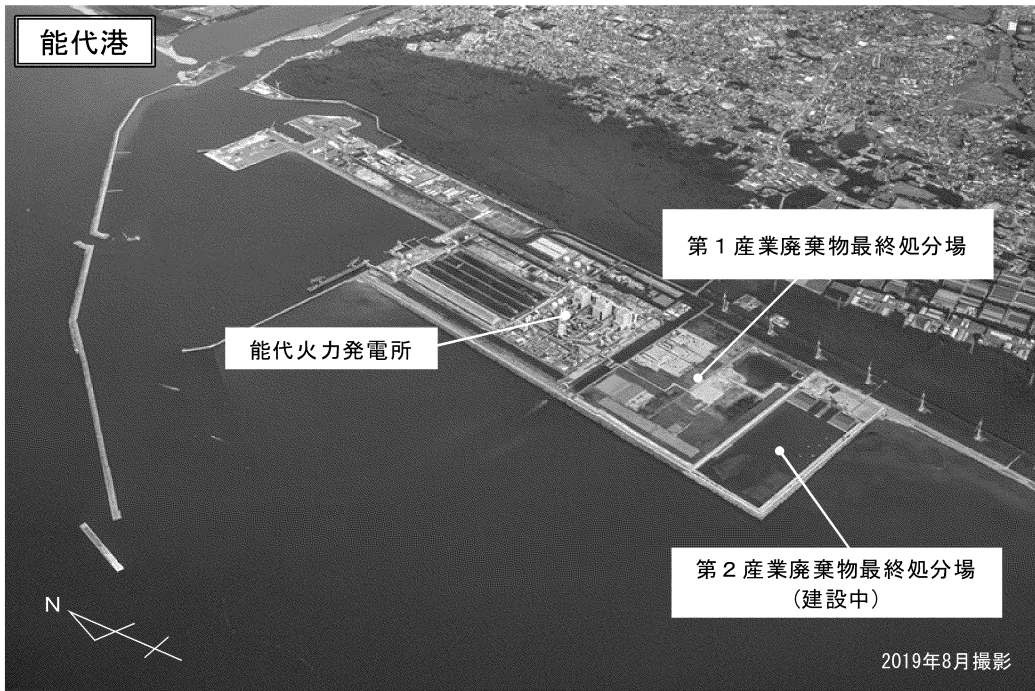 能代港
第１産業廃棄物最終処分場
能代火力発電所
第２産業廃棄物最終処分場
(建設中)
N
2019年8月撮影